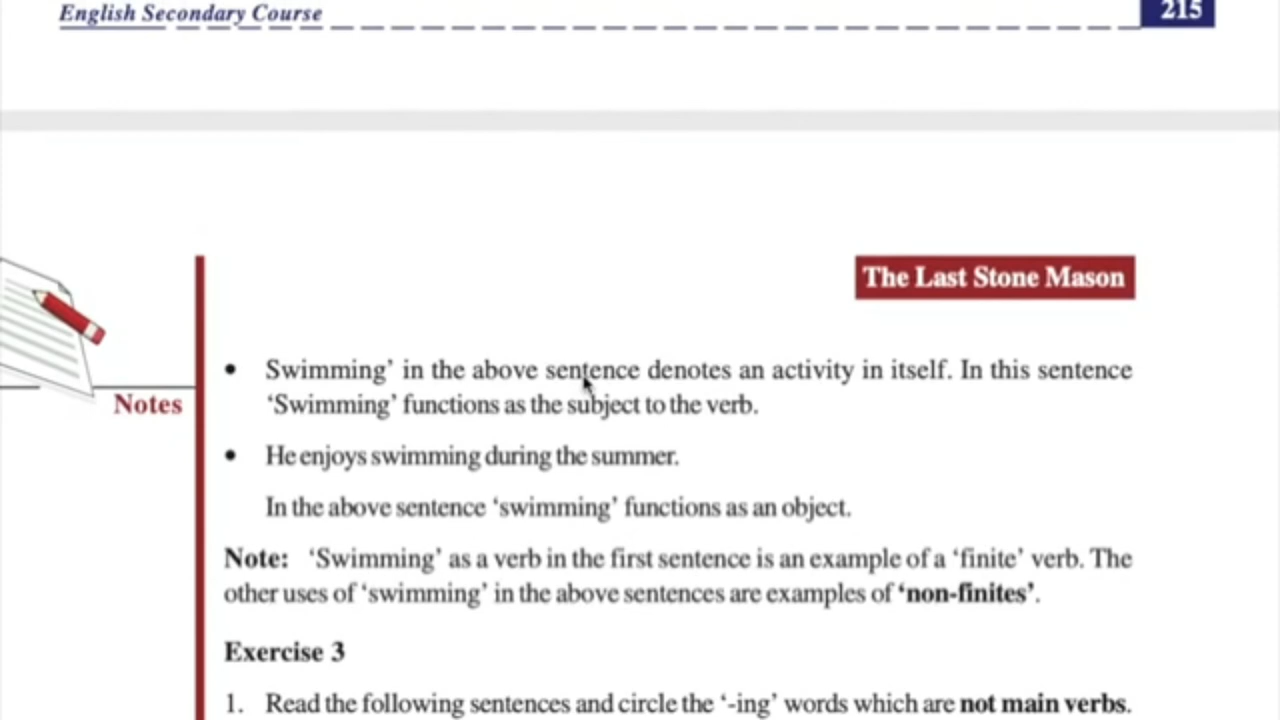 English Secondary Course
215
The Last Stone Mason
Notes
• Swimming’ in the above sentence denotes an activity in itself. In this sentence
‘Swimming’ functions as the subject to the verb.
• He enjoys swimming during the summer.
In the above sentence ‘swimming’ functions as an object.
Note: ‘Swimming’ as a verb in the first sentence is an example of a ‘finite’ verb. The
other uses of ‘swimming’ in the above sentences are examples of ‘non-finites’.
Exercise 3
1. Read the following sentences and circle the ‘-ing’ words which are not main verbs.